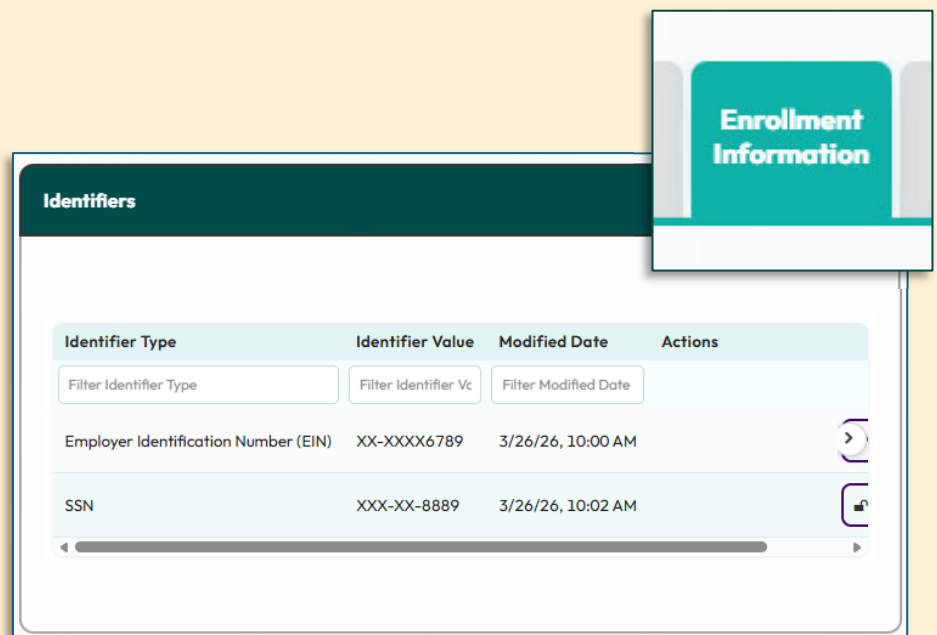 Enrollment
Information
Identifiers
Identifier Type Identifier Value Modified Date Actions
Filter Identifier Type Filter Identifier Vc Filter Modified Date
Employer Identification Number (EIN) XX-XXXX6789 3/26/26, 10:00 AM
SSN XXX-XX-8889 3/26/26, 10:02 AM